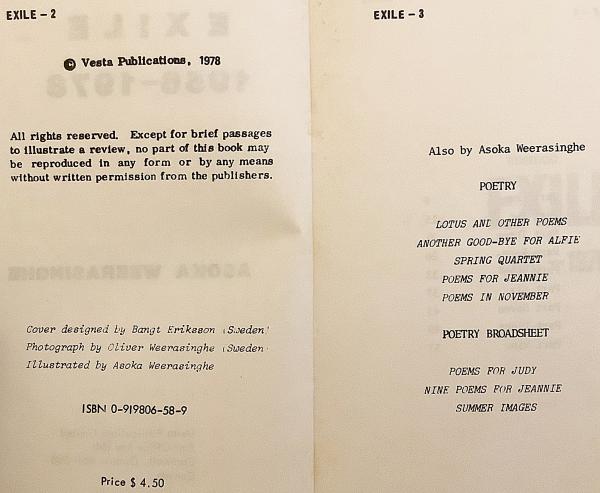 EXILE - 2
© Vesta Publications, 1978
All rights reserved. Except for brief passages
to illustrate a review, no part of this book may
be reproduced in any form or by any means
without written permission from the publishers.
Cover designed by Bangt Eriksson (Sweden)
Photograph by Oliver Weerasinghe (Sweden)
Illustrated by Asoka Weerasinghe
ISBN 0-919806-58-9
Price $ 4.50
EXILE - 3
Also by Asoka Weerasinghe
POETRY
LOTUS AND OTHER POEMS
ANOTHER GOOD-BYE FOR ALFIE
SPRING QUARTET
POEMS FOR JEANNIE
POEMS IN NOVEMBER
POETRY BROADSHEET
POEMS FOR JUDY
NINE POEMS FOR JEANNIE
SUMMER IMAGES